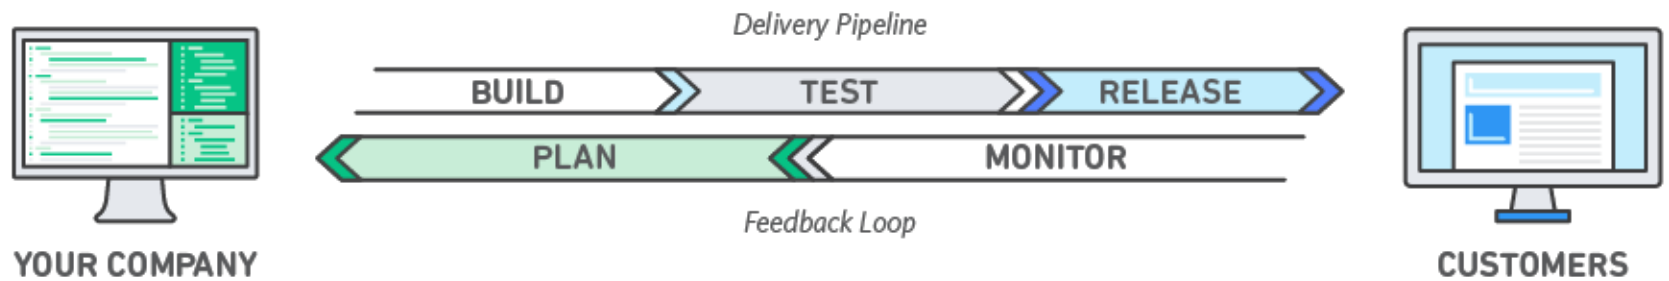 Delivery Pipeline
BUILD
TEST
RELEASE
PLAN
MONITOR
Feedback Loop
YOUR COMPANY
CUSTOMERS